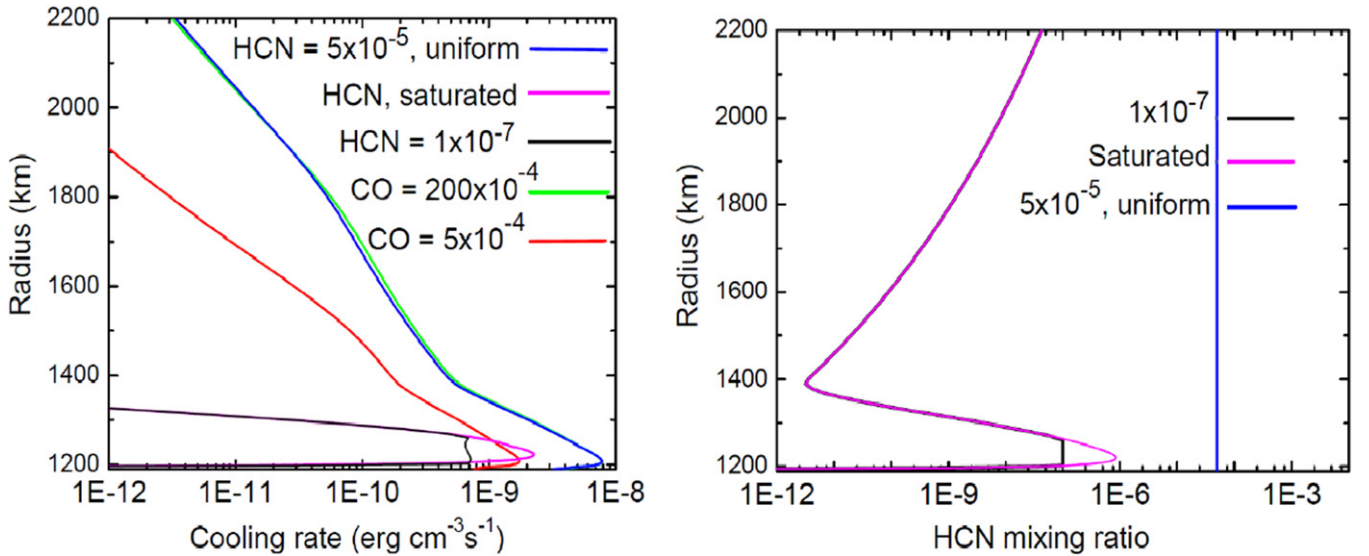 2200
2000
1800
1600
1400
1200
Radius (km)
HCN = 5x10⁻⁵, uniform
HCN, saturated
HCN = 1x10⁻⁷
CO = 200x10⁻⁴
CO = 5x10⁻⁴
1E-12 1E-11 1E-10 1E-9 1E-8
Cooling rate (erg cm⁻³s⁻¹)
2200
2000
1800
1600
1400
1200
Radius (km)
1x10⁻⁷
Saturated
5x10⁻⁵, uniform
1E-12 1E-9 1E-6 1E-3
HCN mixing ratio